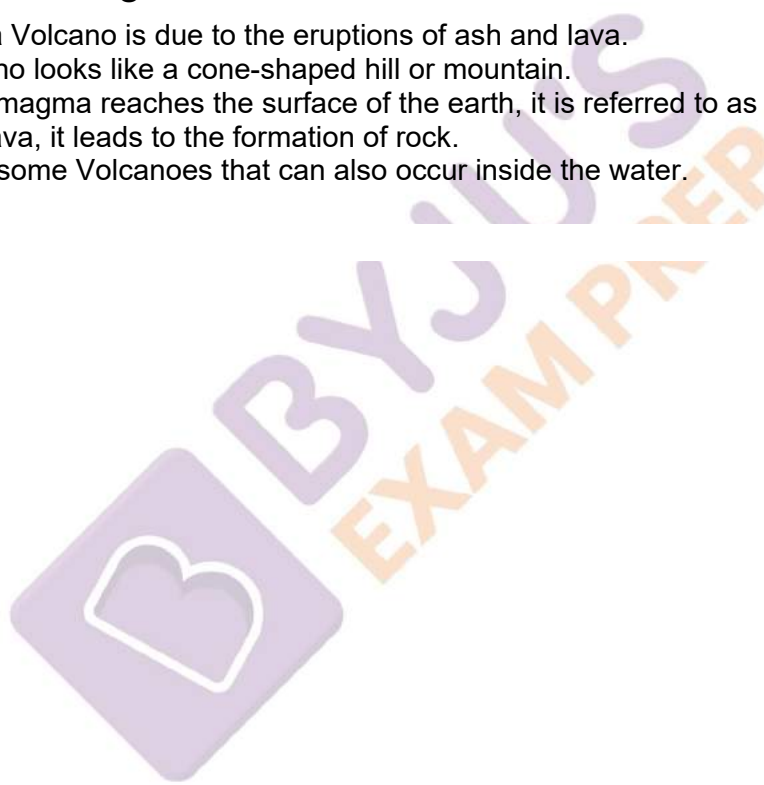 a Volcano is due to the eruptions of ash and lava.
no looks like a cone-shaped hill or mountain.
magma reaches the surface of the earth, it is referred to as
ava, it leads to the formation of rock.
some Volcanoes that can also occur inside the water.
BYJU'S
EXAM PREP